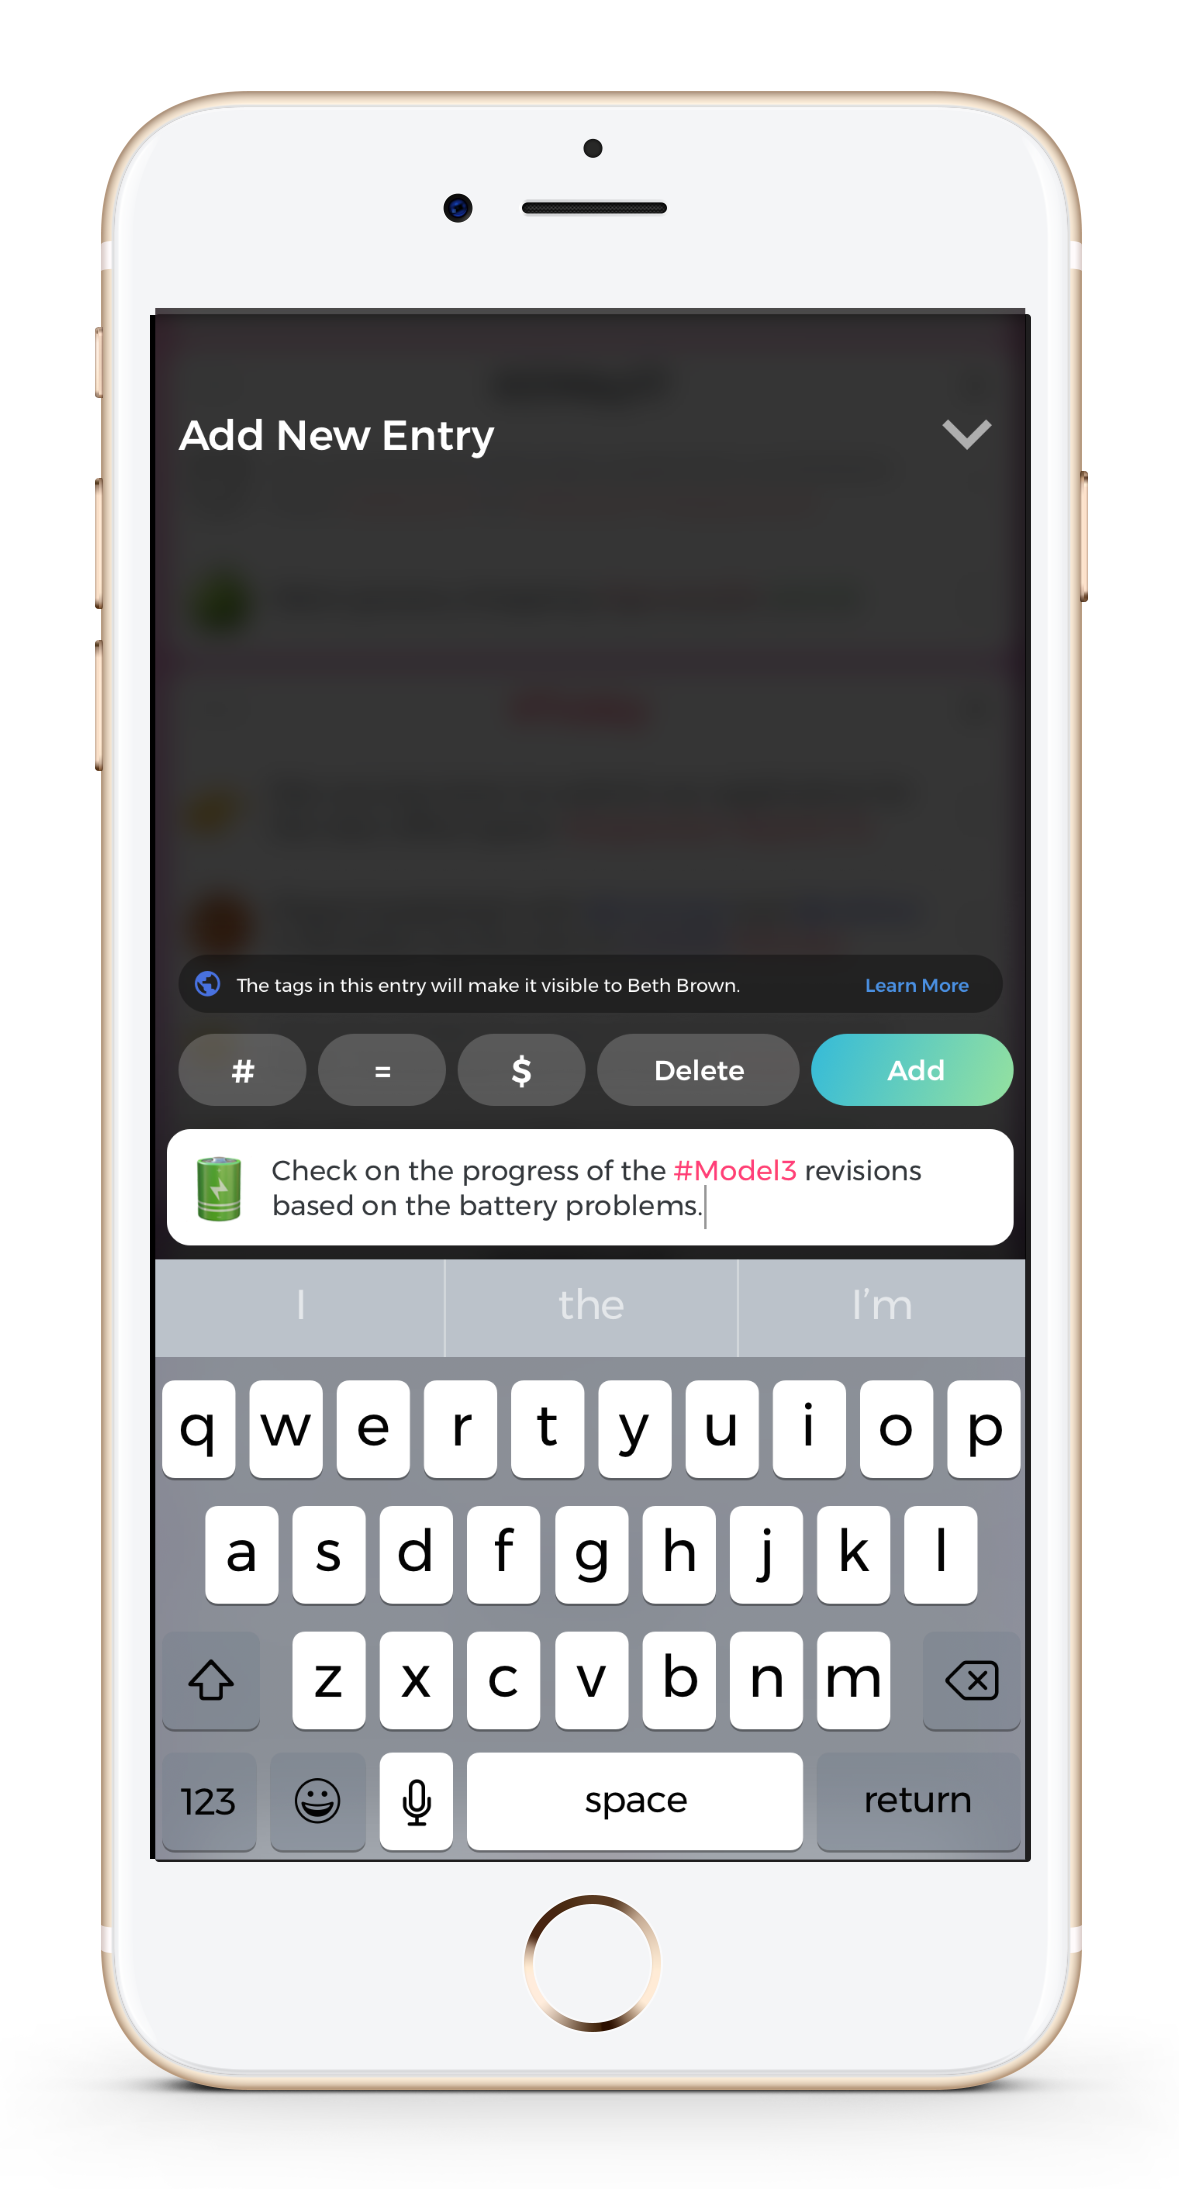 Add New Entry
The tags in this entry will make it visible to Beth Brown. Learn More
# = $ Delete Add
Check on the progress of the #Model3 revisions
based on the battery problems.
I the I’m
q w e r t y u i o p
a s d f g h j k l
z x c v b n m
123 space return